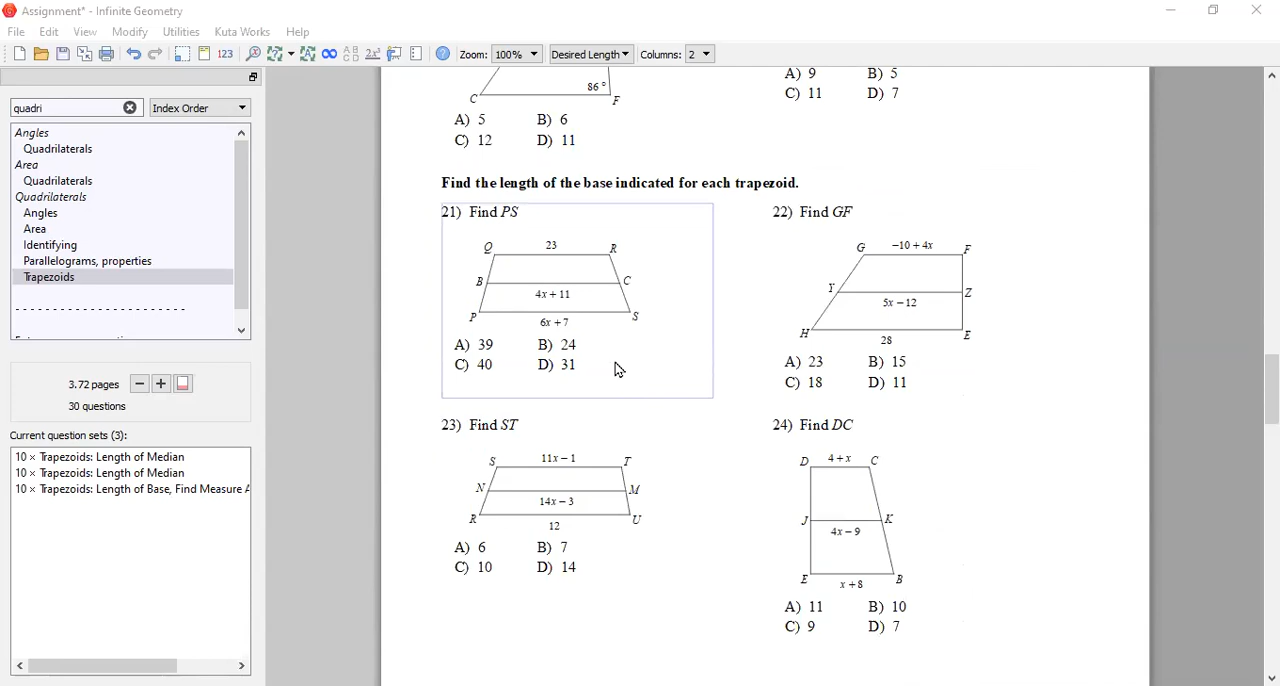 Assignment* - Infinite Geometry
File Edit View Modify Utilities Kuta Works Help
123 Zoom: 100% Desired Length Columns: 2
quadri Index Order
Angles
Quadrilaterals
Area
Quadrilaterals
Quadrilaterals
Angles
Area
Identifying
Parallelograms, properties
Trapezoids
- - - - - - - - - - - - - - - - - - - - - - -
3.72 pages
30 questions
Current question sets (3):
10 × Trapezoids: Length of Median
10 × Trapezoids: Length of Median
10 × Trapezoids: Length of Base, Find Measure A
86 °
C F
A) 5 B) 6
C) 12 D) 11
A) 9 B) 5
C) 11 D) 7
Find the length of the base indicated for each trapezoid.
21) Find PS
Q 23 R
B C
4x + 11
P S
6x + 7
A) 39 B) 24
C) 40 D) 31
22) Find GF
G −10 + 4x F
Y Z
5x − 12
H E
28
A) 23 B) 15
C) 18 D) 11
23) Find ST
S 11x − 1 T
N M
14x − 3
R U
12
A) 6 B) 7
C) 10 D) 14
24) Find DC
D 4 + x C
J K
4x − 9
E B
x + 8
A) 11 B) 10
C) 9 D) 7